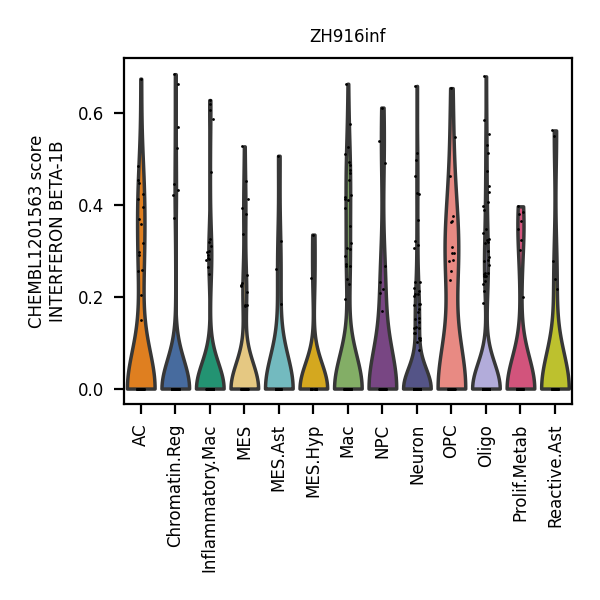 ZH916inf
CHEMBL1201563 score
INTERFERON BETA-1B
0.6
0.4
0.2
0.0
AC
Chromatin.Reg
Inflammatory.Mac
MES
MES.Ast
MES.Hyp
Mac
NPC
Neuron
OPC
Oligo
Prolif.Metab
Reactive.Ast